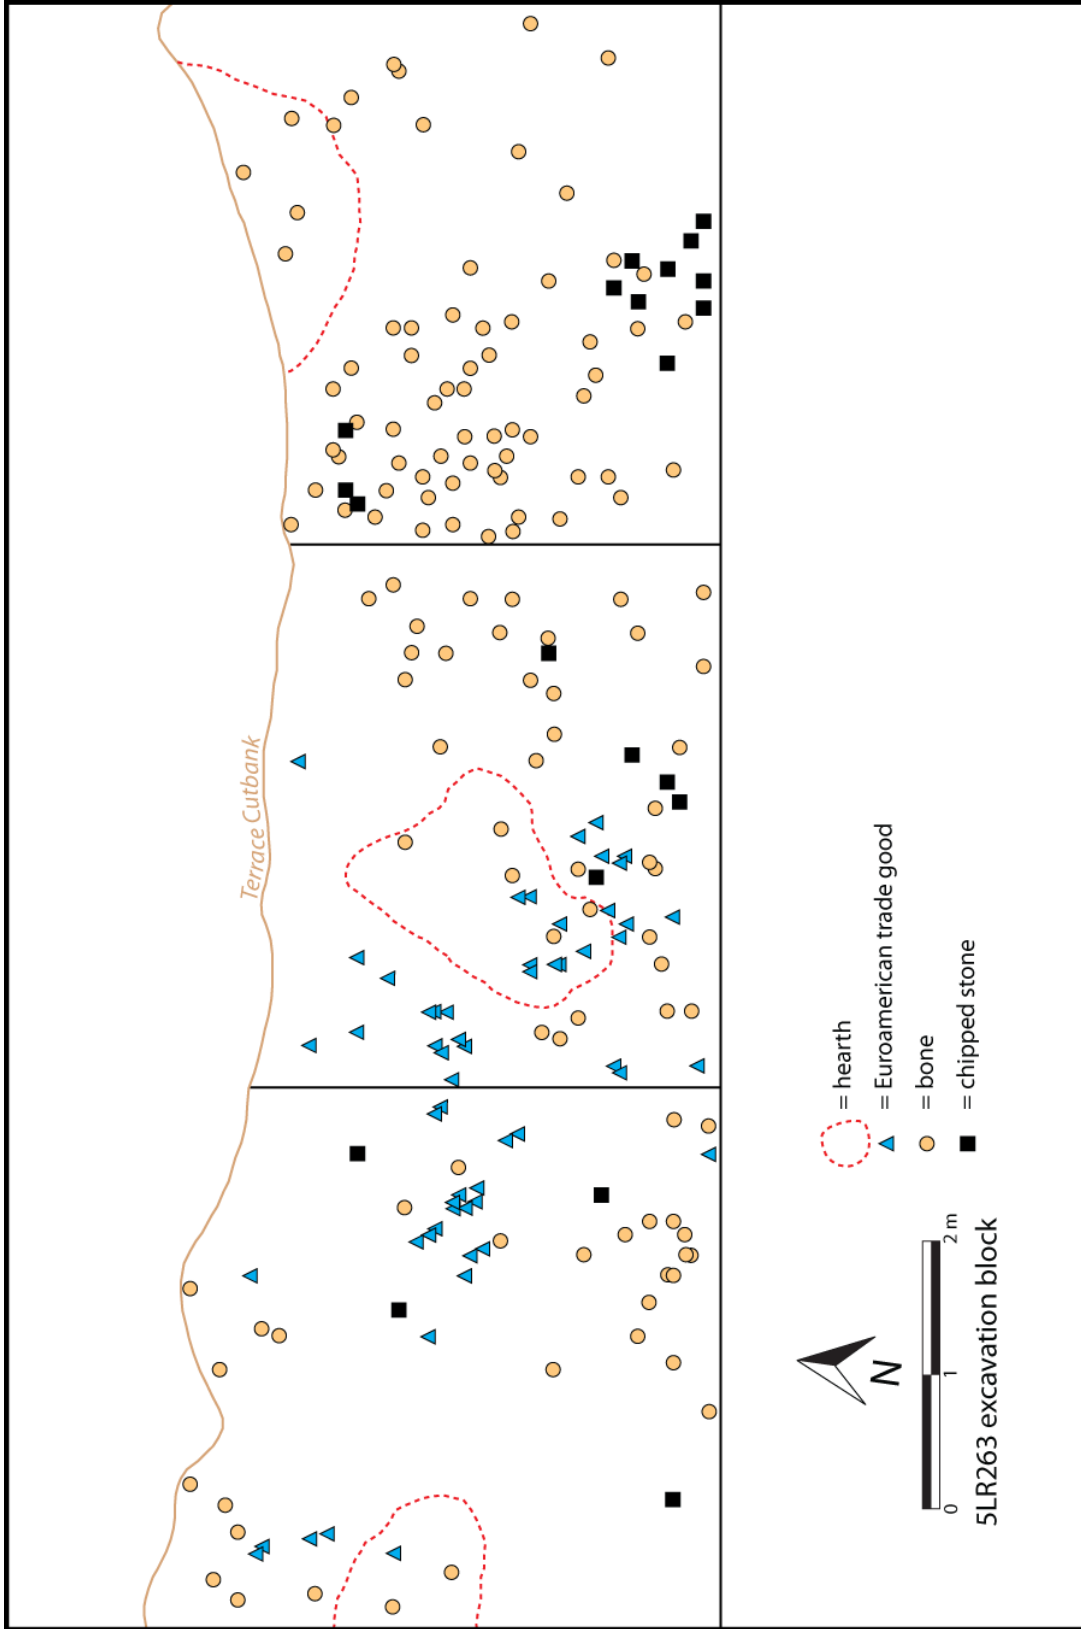 Terrace Cutbank
= hearth
= Euroamerican trade good
= bone
= chipped stone
N
0 1 2 m
5LR263 excavation block